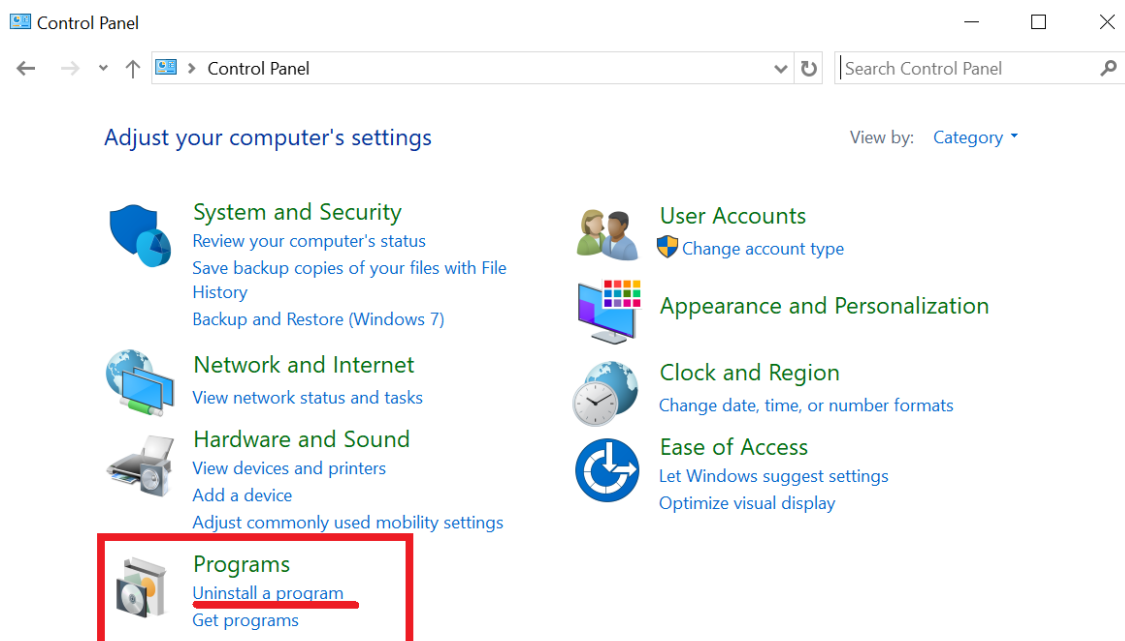 Control Panel
Control Panel
Search Control Panel
Adjust your computer's settings
View by: Category
System and Security
Review your computer's status
Save backup copies of your files with File
History
Backup and Restore (Windows 7)
Network and Internet
View network status and tasks
Hardware and Sound
View devices and printers
Add a device
Adjust commonly used mobility settings
Programs
Uninstall a program
Get programs
User Accounts
Change account type
Appearance and Personalization
Clock and Region
Change date, time, or number formats
Ease of Access
Let Windows suggest settings
Optimize visual display